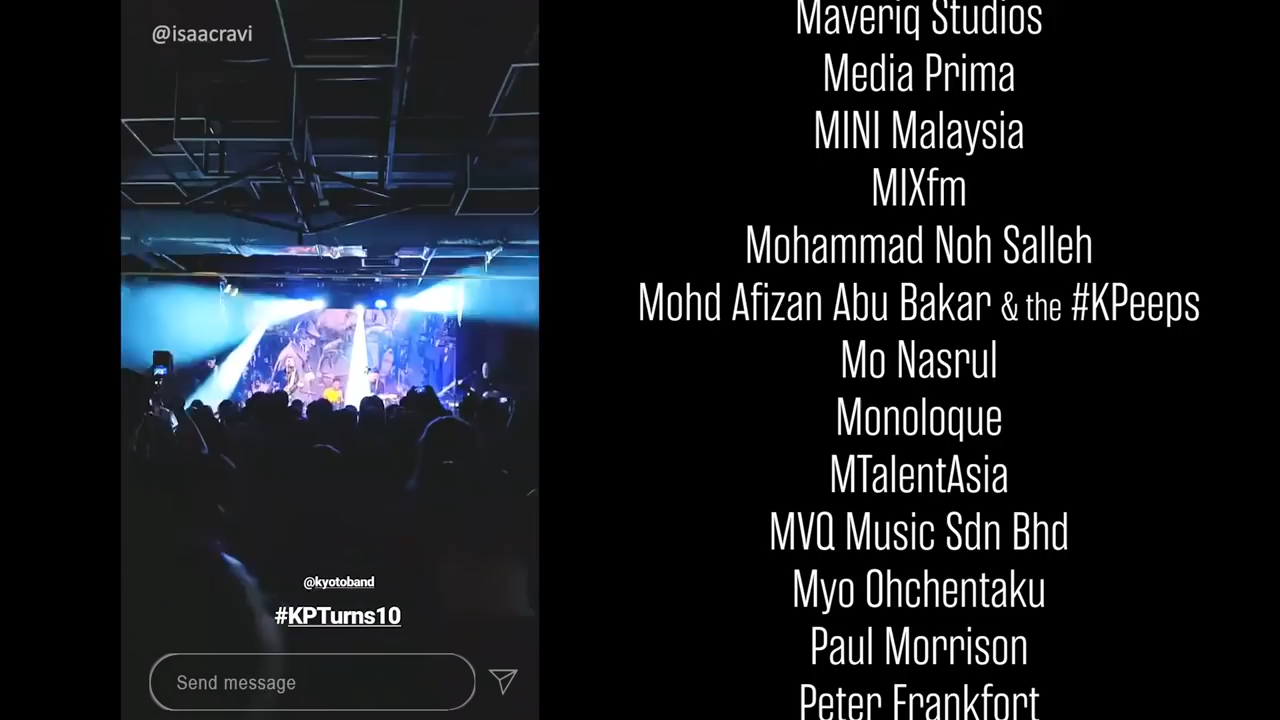 @isaacravi
@kyotoband
#KPTurns10
Send message
Maveriq Studios
Media Prima
MINI Malaysia
MIXfm
Mohammad Noh Salleh
Mohd Afizan Abu Bakar & the #KPeeps
Mo Nasrul
Monoloque
MTalentAsia
MVQ Music Sdn Bhd
Myo Ohchentaku
Paul Morrison
Peter Frankfort